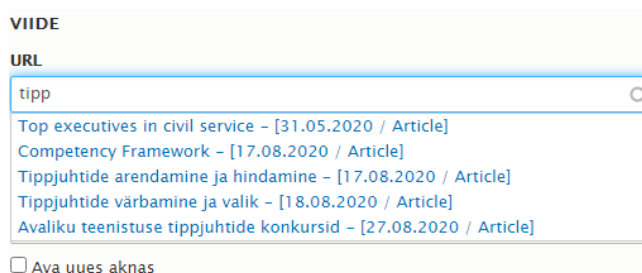 VIIDE
URL
tipp
Top executives in civil service – [31.05.2020 / Article]
Competency Framework – [17.08.2020 / Article]
Tippjuhtide arendamine ja hindamine – [17.08.2020 / Article]
Tippjuhtide värbamine ja valik – [18.08.2020 / Article]
Avaliku teenistuse tippjuhtide konkursid – [27.08.2020 / Article]
Ava uues aknas